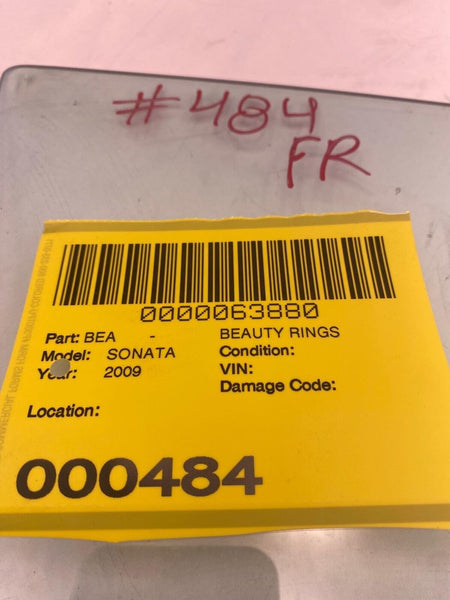 #484
FR
0000063880
Part: BEA - BEAUTY RINGS
Model: SONATA Condition:
Year: 2009 VIN:
Damage Code:
Location:
000484